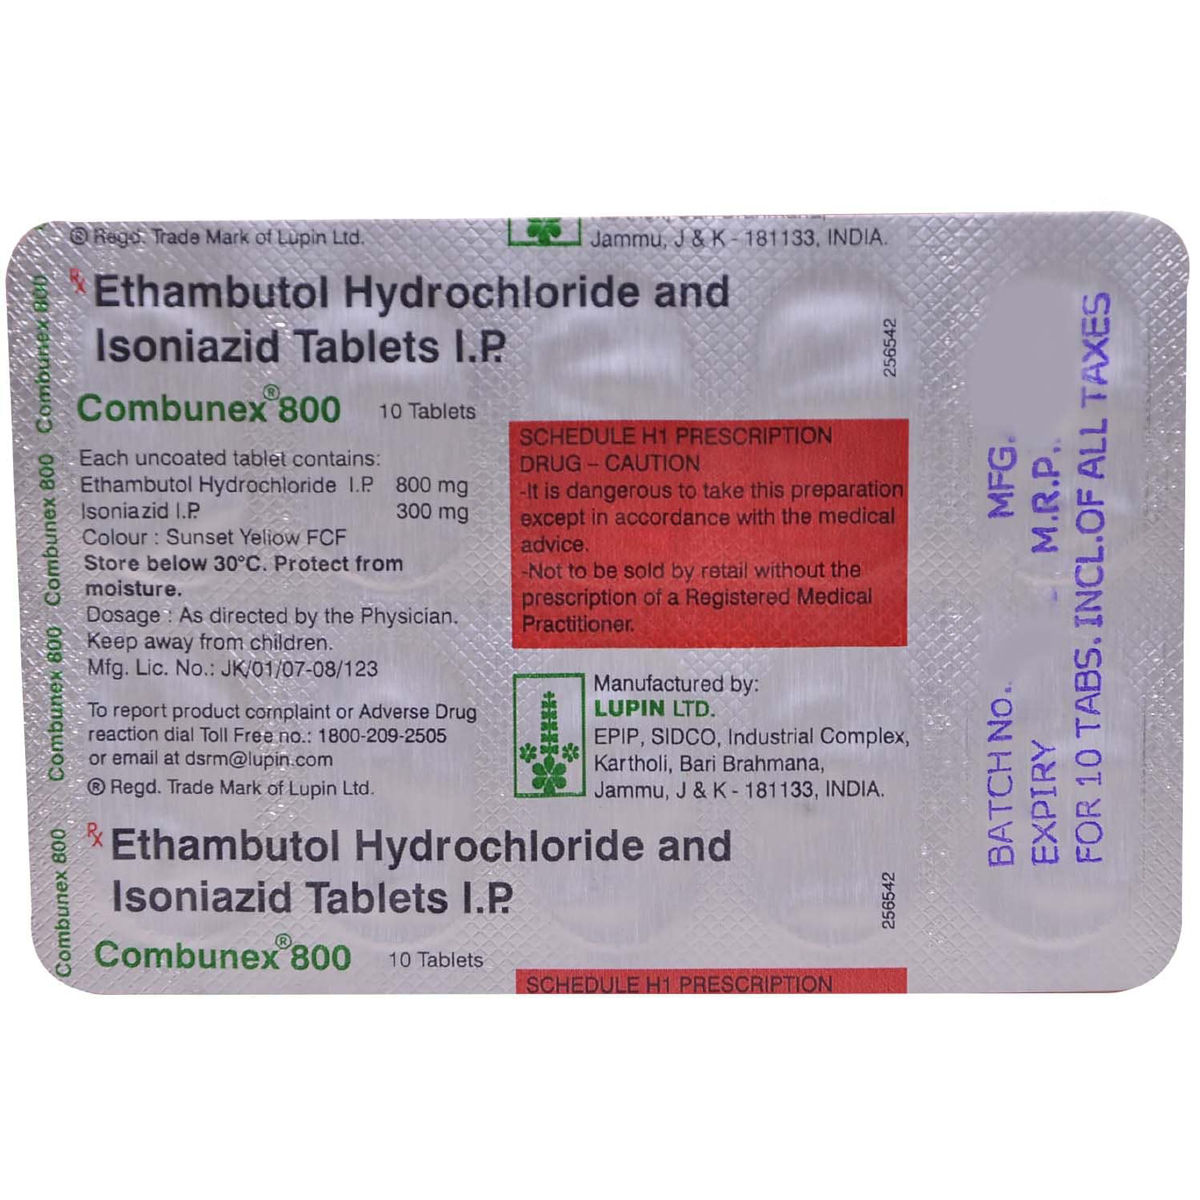 ® Regd. Trade Mark of Lupin Ltd.
Jammu, J & K - 181133, INDIA.
Rx Ethambutol Hydrochloride and
Isoniazid Tablets I.P.
Combunex® 800 10 Tablets
Each uncoated tablet contains:
Ethambutol Hydrochloride I.P. 800 mg
Isoniazid I.P. 300 mg
Colour : Sunset Yellow FCF
Store below 30°C. Protect from
moisture.
Dosage : As directed by the Physician.
Keep away from children.
Mfg. Lic. No.: JK/01/07-08/123
To report product complaint or Adverse Drug
reaction dial Toll Free no.: 1800-209-2505
or email at dsrm@lupin.com
® Regd. Trade Mark of Lupin Ltd.
256542
SCHEDULE H1 PRESCRIPTION
DRUG – CAUTION
-It is dangerous to take this preparation
except in accordance with the medical
advice.
-Not to be sold by retail without the
prescription of a Registered Medical
Practitioner.
Manufactured by:
LUPIN LTD.
EPIP, SIDCO, Industrial Complex,
Kartholi, Bari Brahmana,
Jammu, J & K - 181133, INDIA.
Rx Ethambutol Hydrochloride and
Isoniazid Tablets I.P.
Combunex® 800 10 Tablets
256542
SCHEDULE H1 PRESCRIPTION
Combunex 800
Combunex 800
Combunex 800
Combunex 800
BATCH NO. MFG.
EXPIRY M.R.P.
FOR 10 TABS. INCL.OF ALL TAXES